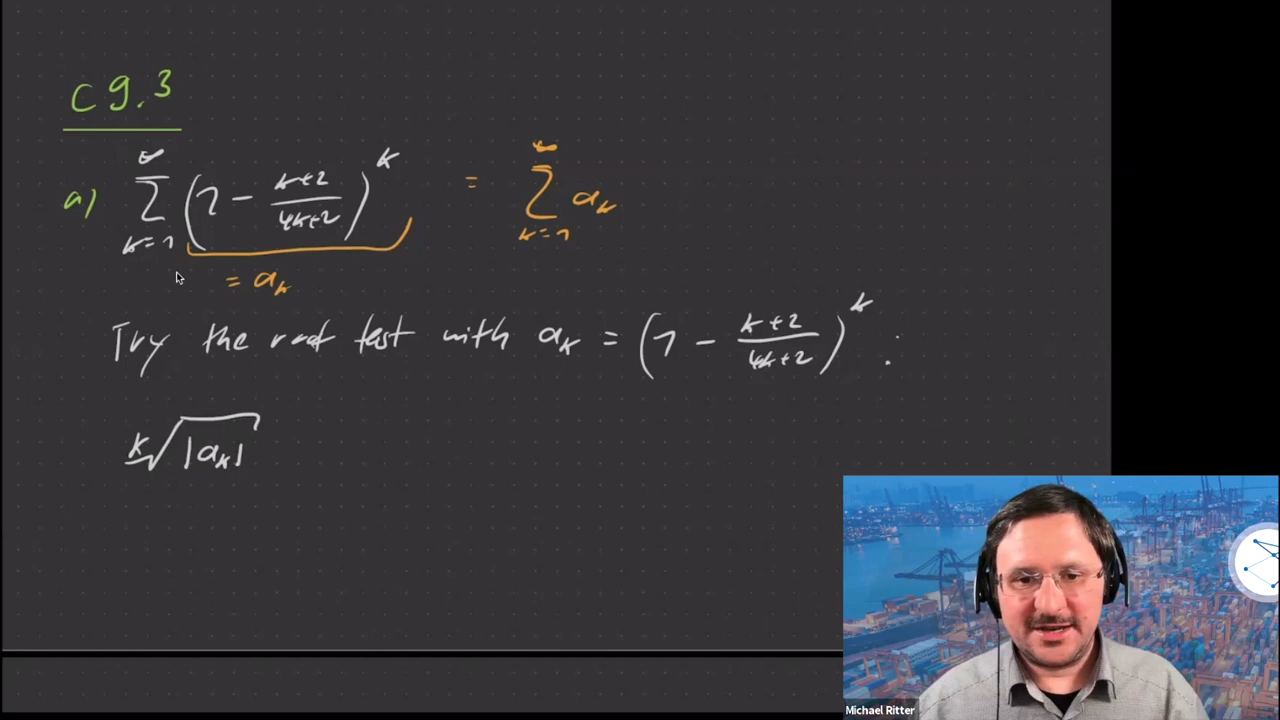 C 9.3
a) ∑_{k=1}^{∞} (1 - (k+2)/(4k+2))^k = ∑_{k=1}^{∞} a_k
= a_k
Try the root test with a_k = (1 - (k+2)/(4k+2))^k :
ᵏ√|a_k|
Michael Ritter